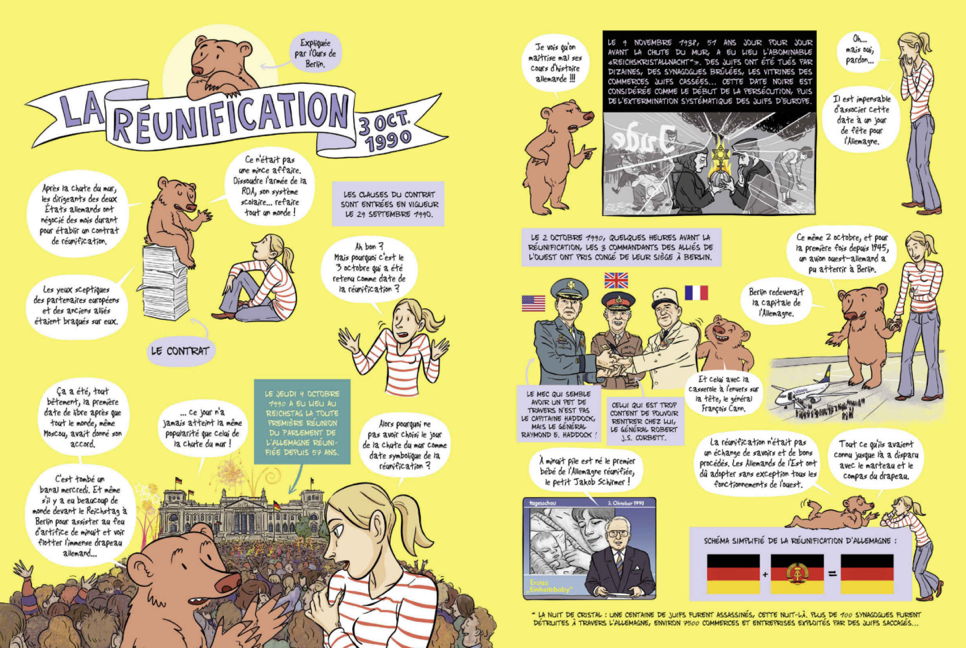 Expliquée
par l'Ours de
Berlin.
LA RÉUNIFICATION
3 OCT.
1990
Après la chute du mur,
les dirigeants des deux
États allemands ont
négocié des mois durant
pour établir un contrat
de réunification.
Les yeux sceptiques
des partenaires européens
et des anciens alliés
étaient braqués sur eux.
Ce n'était pas
une mince affaire.
Dissoudre l'armée de la
RDA, son système
scolaire... refaire
tout un monde !
LE CONTRAT
LES CLAUSES DU CONTRAT
SONT ENTRÉES EN VIGUEUR
LE 29 SEPTEMBRE 1990.
Ah bon ?
Mais pourquoi c'est le
3 octobre qui a été
retenu comme date de
la réunification ?
Ça a été, tout
bêtement, la première
date de libre après que
tout le monde, même
Moscou, avait donné son
accord.
C'est tombé un
banal mercredi. Et même
s'il y a eu beaucoup de
monde devant le Reichstag à
Berlin pour assister au feu
d'artifice de minuit et voir
flotter l'immense drapeau
allemand...
... ce jour n'a
jamais atteint la même
popularité que celui de
la chute du mur !
LE JEUDI 4 OCTOBRE
1990 A EU LIEU AU
REICHSTAG LA TOUTE
PREMIÈRE RÉUNION
DU PARLEMENT DE
L'ALLEMAGNE RÉUNI-
FIÉE DEPUIS 57 ANS.
Alors pourquoi ne
pas avoir choisi le jour
de la chute du mur comme
date symbolique de la
réunification ?
Je vois qu'on
maîtrise mal ses
cours d'histoire
allemande !!!
LE 9 NOVEMBRE 1938, 51 ANS JOUR POUR JOUR
AVANT LA CHUTE DU MUR, A EU LIEU L'ABOMINABLE
«REICHSKRISTALLNACHT*». DES JUIFS ONT ÉTÉ TUÉS PAR
DIZAINES, DES SYNAGOGUES BRÛLÉES, LES VITRINES DES
COMMERCES JUIFS CASSÉES... CETTE DATE NOIRE EST
CONSIDÉRÉE COMME LE DÉBUT DE LA PERSÉCUTION, PUIS
DE L'EXTERMINATION SYSTÉMATIQUE DES JUIFS D'EUROPE.
Jude
Oh...
mais oui,
pardon...
Il est impensable
d'associer cette
date à un jour
de fête pour
l'Allemagne.
LE 2 OCTOBRE 1990, QUELQUES HEURES AVANT LA
RÉUNIFICATION, LES 3 COMMANDANTS DES ALLIÉS DE
L'OUEST ONT PRIS CONGÉ DE LEUR SIÈGE À BERLIN.
LE MEC QUI SEMBLE
AVOIR UN PET DE
TRAVERS N'EST PAS
LE CAPITAINE HADDOCK,
MAIS LE GÉNÉRAL
RAYMOND E. HADDOCK !
CELUI QUI EST TROP
CONTENT DE POUVOIR
RENTRER CHEZ LUI,
LE GÉNÉRAL ROBERT
J.S. CORBETT.
Et celui avec la
casserole à l'envers sur
la tête, le général
François Cann.
Ce même 2 octobre, et pour
la première fois depuis 1945,
un avion ouest-allemand a
pu atterrir à Berlin.
Berlin redevenait
la capitale de
l'Allemagne.
À minuit pile est né le premier
bébé de l'Allemagne réunifiée,
le petit Jakob Schirmer !
tagesschau
3. Oktober 1990
Erstes
„Einheitsbaby“
La réunification n'était pas
un échange de savoirs et de bons
procédés. Les Allemands de l'Est ont
dû adopter sans exception tous les
fonctionnements de l'ouest.
Tout ce qu'ils avaient
connu jusque là a disparu
avec le marteau et le
compas du drapeau.
SCHÉMA SIMPLIFIÉ DE LA RÉUNIFICATION D'ALLEMAGNE :
+ =
* LA NUIT DE CRISTAL : UNE CENTAINE DE JUIFS FURENT ASSASSINÉS, CETTE NUIT-LÀ, PLUS DE 100 SYNAGOGUES FURENT
DÉTRUITES À TRAVERS L'ALLEMAGNE, ENVIRON 7500 COMMERCES ET ENTREPRISES EXPLOITÉS PAR DES JUIFS SACCAGÉS...